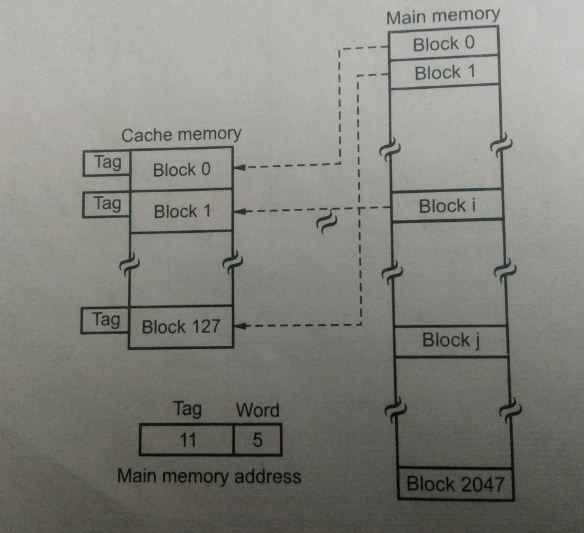 Main memory
Block 0
Block 1
Cache memory
Tag Block 0
Tag Block 1
Block i
Tag Block 127
Block j
Tag Word
11 5
Main memory address
Block 2047